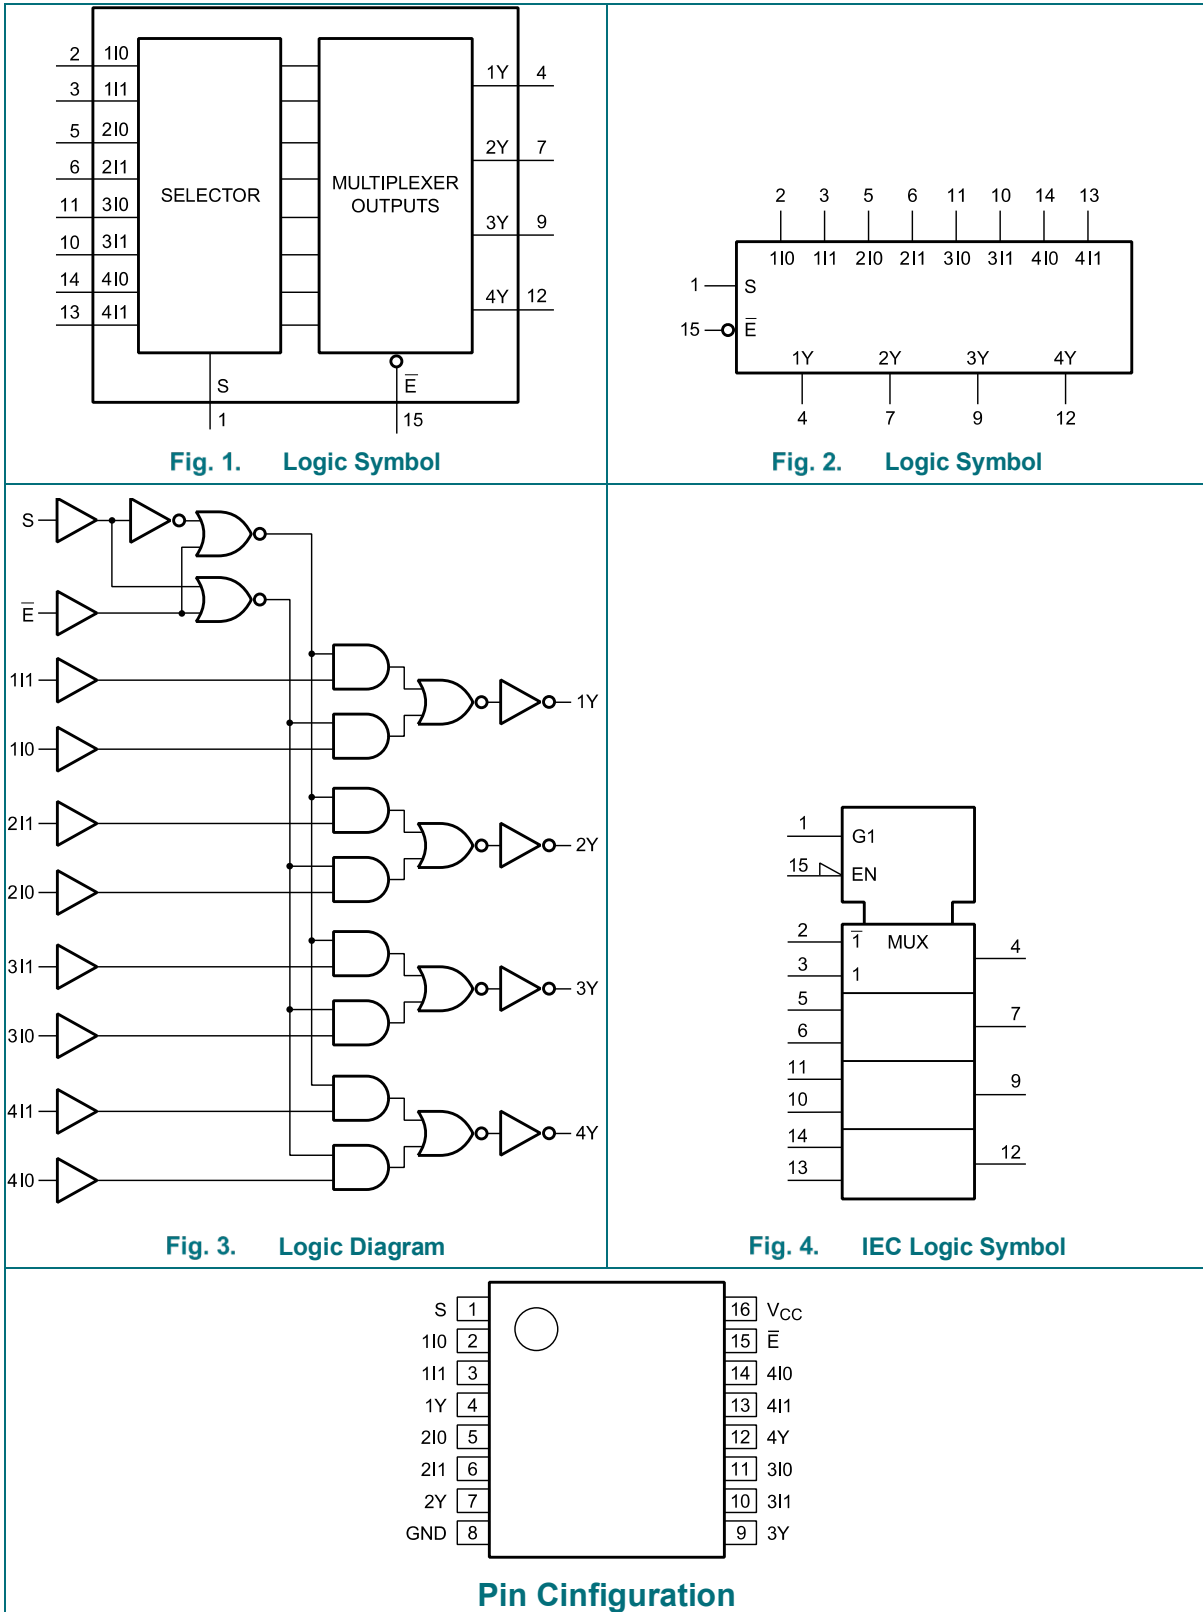 2 1I0
3 1I1
5 2I0
6 2I1
11 3I0
10 3I1
14 4I0
13 4I1
SELECTOR
MULTIPLEXER
OUTPUTS
1Y 4
2Y 7
3Y 9
4Y 12
S
1
E̅
15
Fig. 1. Logic Symbol
2 3 5 6 11 10 14 13
1I0 1I1 2I0 2I1 3I0 3I1 4I0 4I1
1 S
15 E̅
1Y 2Y 3Y 4Y
4 7 9 12
Fig. 2. Logic Symbol
S
E̅
1I1
1Y
1I0
2I1
2Y
2I0
3I1
3Y
3I0
4I1
4Y
4I0
Fig. 3. Logic Diagram
1 G1
15 EN
2 1̅ MUX 4
3 1
5
7
6
11
9
10
14
12
13
Fig. 4. IEC Logic Symbol
S 1 16 VCC
1I0 2 15 E̅
1I1 3 14 4I0
1Y 4 13 4I1
2I0 5 12 4Y
2I1 6 11 3I0
2Y 7 10 3I1
GND 8 9 3Y
Pin Cinfiguration